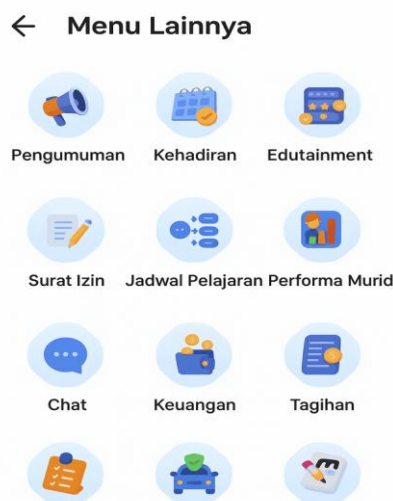 Menu Lainnya
Pengumuman Kehadiran Edutainment
Surat Izin Jadwal Pelajaran Performa Murid
Chat Keuangan Tagihan